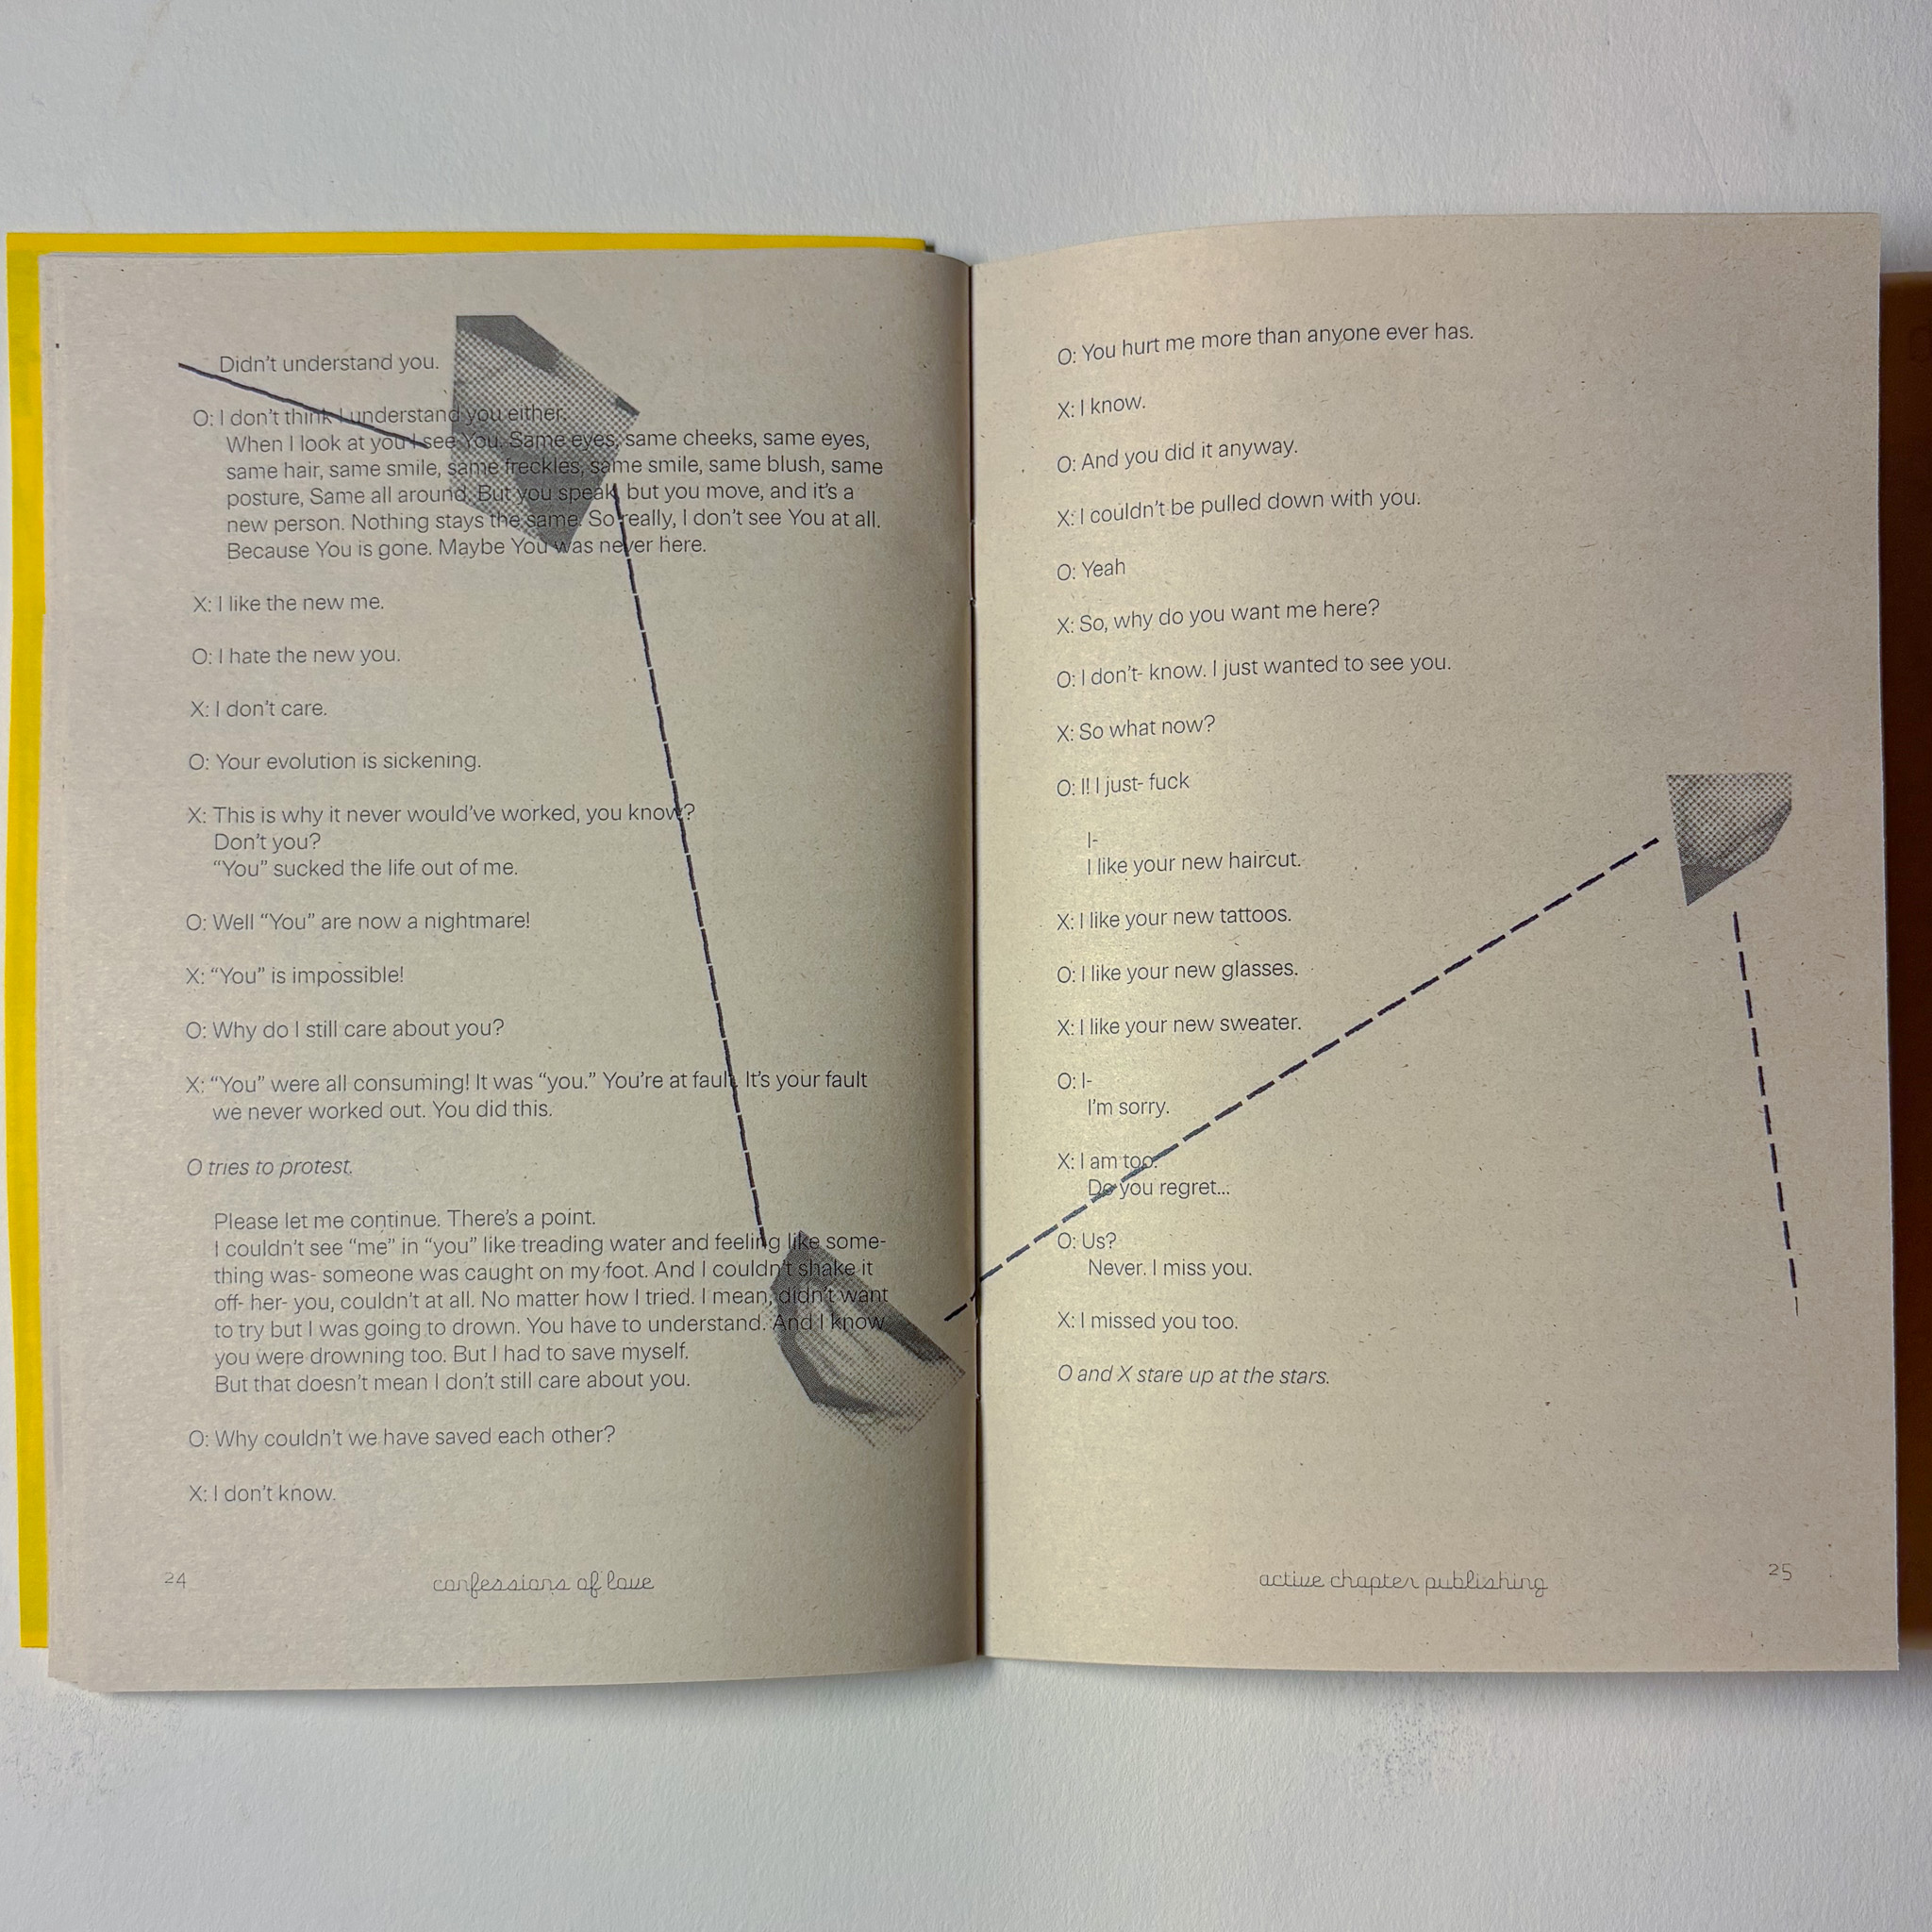 Didn't understand you.
O: I don't think I understand you either.
When I look at you I see You. Same eyes, same cheeks, same eyes,
same hair, same smile, same freckles, same smile, same blush, same
posture, Same all around. But you speak, but you move, and it's a
new person. Nothing stays the same. So really, I don't see You at all.
Because You is gone. Maybe You was never here.
X: I like the new me.
O: I hate the new you.
X: I don't care.
O: Your evolution is sickening.
X: This is why it never would've worked, you know?
Don't you?
“You” sucked the life out of me.
O: Well “You” are now a nightmare!
X: “You” is impossible!
O: Why do I still care about you?
X: “You” were all consuming! It was “you.” You're at fault. It's your fault
we never worked out. You did this.
O tries to protest.
Please let me continue. There's a point.
I couldn't see “me” in “you” like treading water and feeling like some-
thing was- someone was caught on my foot. And I couldn't shake it
off- her- you, couldn't at all. No matter how I tried. I mean, didn't want
to try but I was going to drown. You have to understand. And I know
you were drowning too. But I had to save myself.
But that doesn't mean I don't still care about you.
O: Why couldn't we have saved each other?
X: I don't know.
24
confessions of love
O: You hurt me more than anyone ever has.
X: I know.
O: And you did it anyway.
X: I couldn't be pulled down with you.
O: Yeah
X: So, why do you want me here?
O: I don't- know. I just wanted to see you.
X: So what now?
O: I! I just- fuck
I-
I like your new haircut.
X: I like your new tattoos.
O: I like your new glasses.
X: I like your new sweater.
O: I-
I'm sorry.
X: I am too.
Do you regret...
O: Us?
Never. I miss you.
X: I missed you too.
O and X stare up at the stars.
active chapter publishing
25